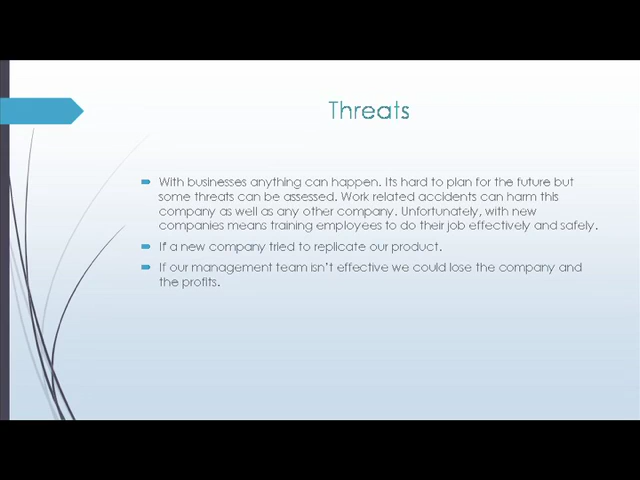 Threats
With businesses anything can happen. Its hard to plan for the future but
some threats can be assessed. Work related accidents can harm this
company as well as any other company. Unfortunately, with new
companies means training employees to do their job effectively and safely.
If a new company tried to replicate our product.
If our management team isn't effective we could lose the company and
the profits.